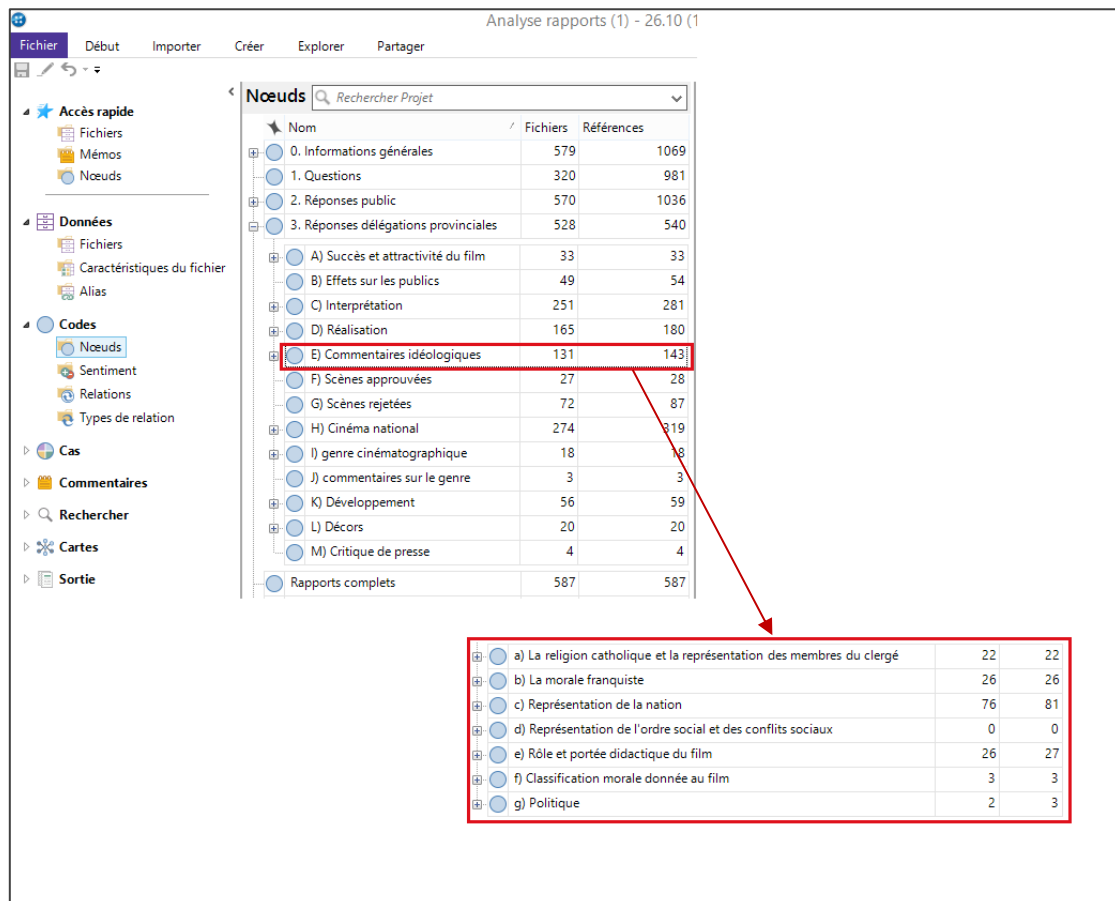 Analyse rapports (1) - 26.10 (1
Fichier Début Importer Créer Explorer Partager
Accès rapide
Fichiers
Mémos
Nœuds
Données
Fichiers
Caractéristiques du fichier
Alias
Codes
Nœuds
Sentiment
Relations
Types de relation
Cas
Commentaires
Rechercher
Cartes
Sortie
Nœuds Rechercher Projet
Nom Fichiers Références
0. Informations générales 579 1069
1. Questions 320 981
2. Réponses public 570 1036
3. Réponses délégations provinciales 528 540
A) Succès et attractivité du film 33 33
B) Effets sur les publics 49 54
C) Interprétation 251 281
D) Réalisation 165 180
E) Commentaires idéologiques 131 143
F) Scènes approuvées 27 28
G) Scènes rejetées 72 87
H) Cinéma national 274 319
I) genre cinématographique 18 18
J) commentaires sur le genre 3 3
K) Développement 56 59
L) Décors 20 20
M) Critique de presse 4 4
Rapports complets 587 587
a) La religion catholique et la représentation des membres du clergé 22 22
b) La morale franquiste 26 26
c) Représentation de la nation 76 81
d) Représentation de l'ordre social et des conflits sociaux 0 0
e) Rôle et portée didactique du film 26 27
f) Classification morale donnée au film 3 3
g) Politique 2 3